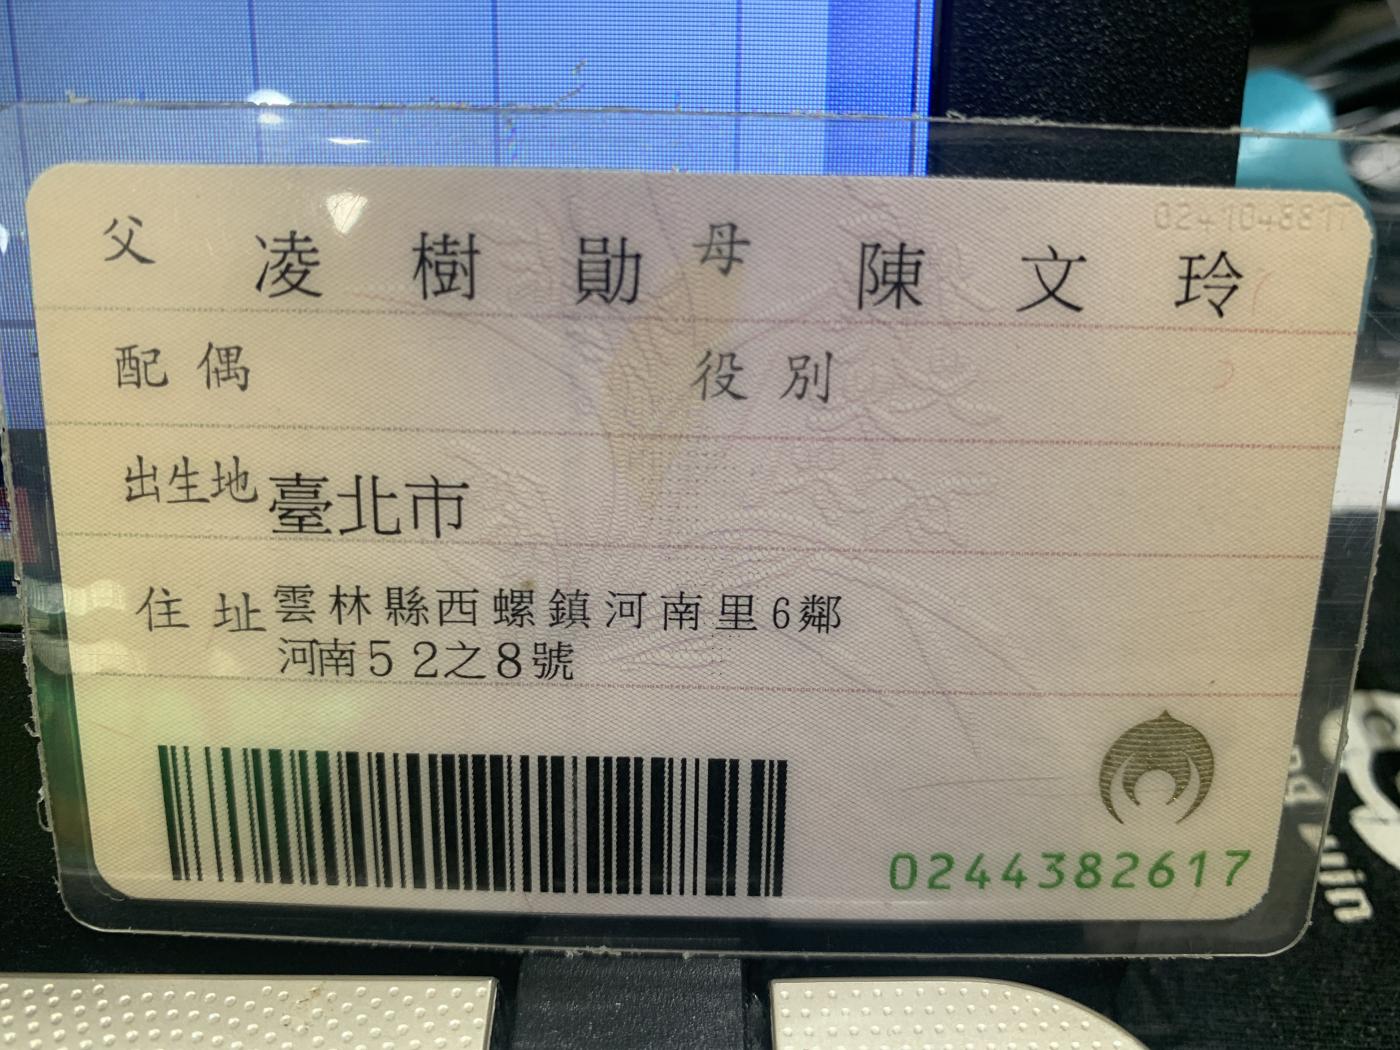 0241048817
父 凌樹勛 母 陳文玲
配偶 役別
出生地 臺北市
住址 雲林縣西螺鎮河南里6鄰
河南52之8號
0244382617